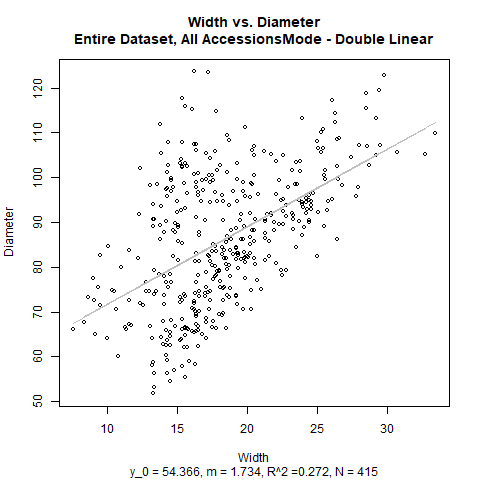 Width vs. Diameter
Entire Dataset, All AccessionsMode - Double Linear
120
110
100
90
80
70
60
50
Diameter
10 15 20 25 30
Width
y_0 = 54.366, m = 1.734, R^2 =0.272, N = 415